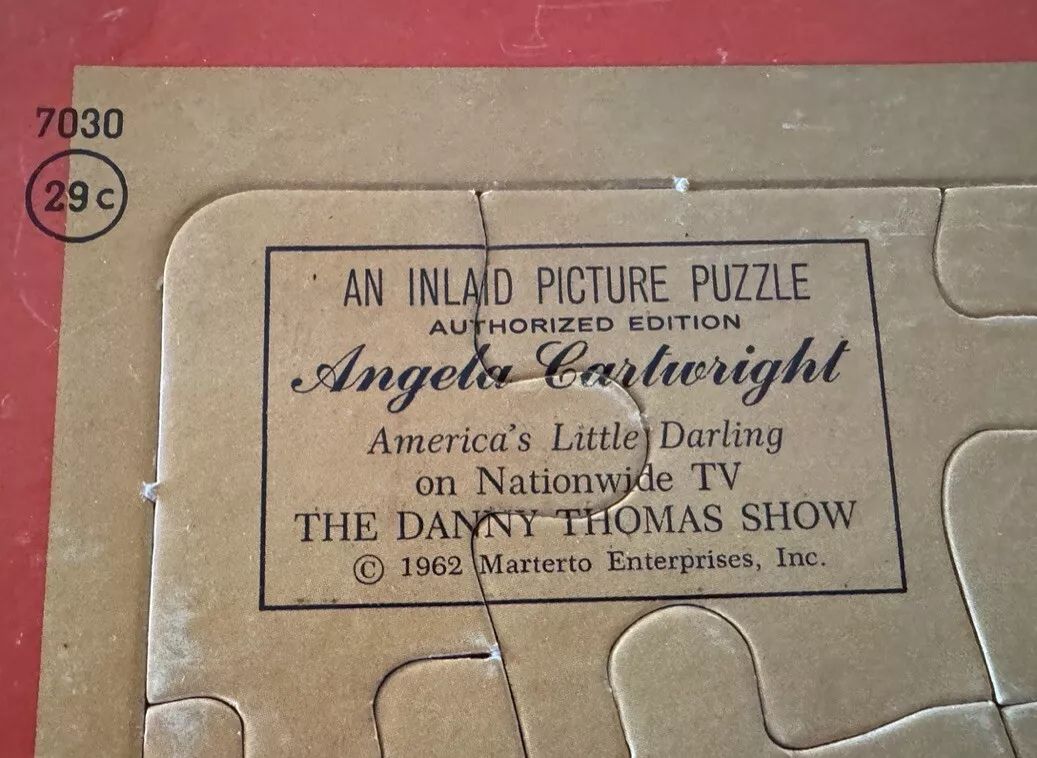 7030
29 c
AN INLAID PICTURE PUZZLE
AUTHORIZED EDITION
Angela Cartwright
America's Little Darling
on Nationwide TV
THE DANNY THOMAS SHOW
© 1962 Marterto Enterprises, Inc.